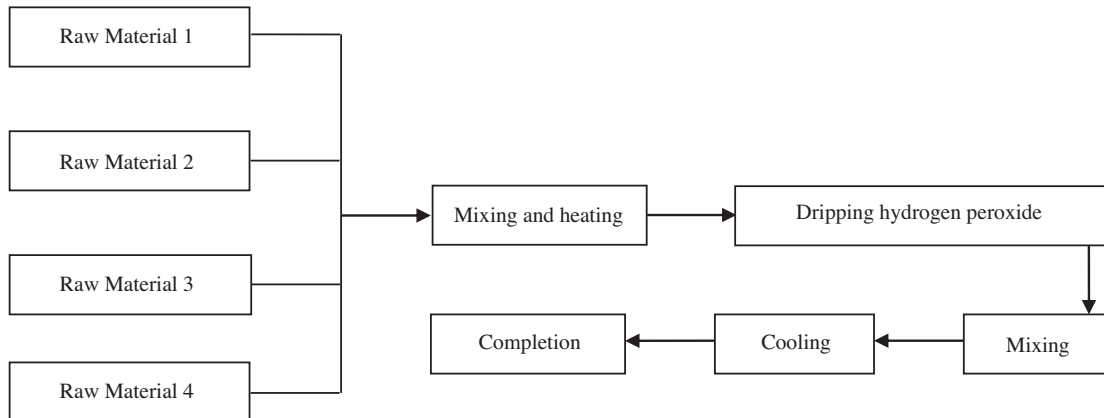 Raw Material 1
Raw Material 2
Raw Material 3
Raw Material 4
Mixing and heating
Dripping hydrogen peroxide
Mixing
Cooling
Completion